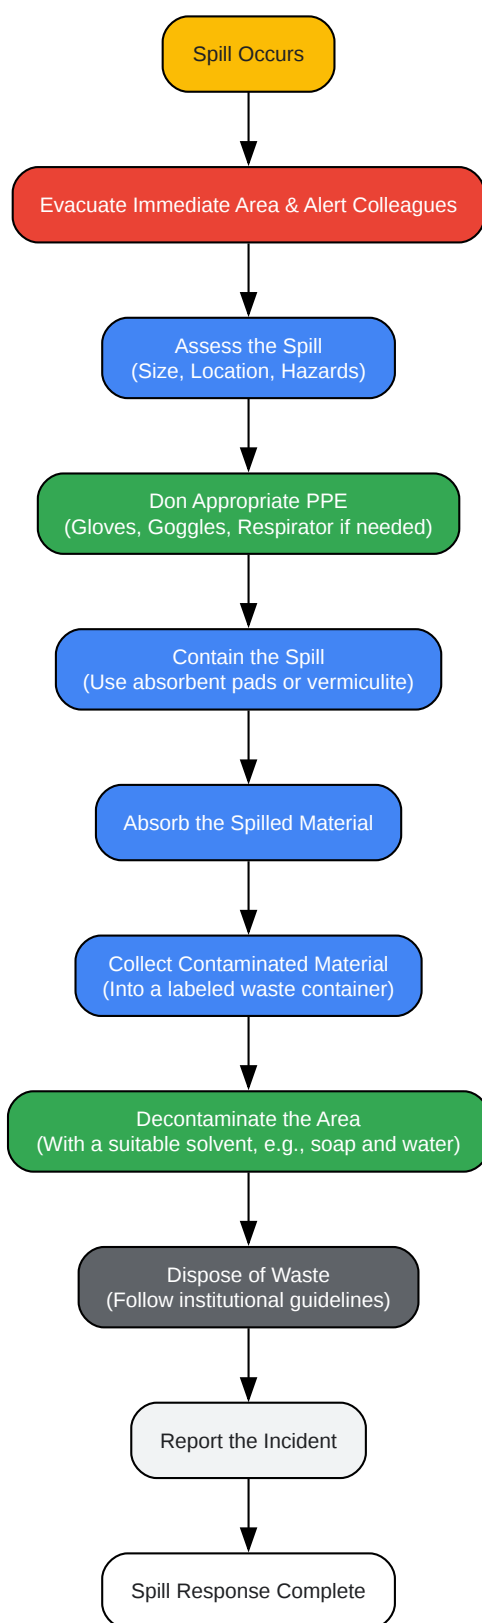 Spill Occurs
Evacuate Immediate Area & Alert Colleagues
Assess the Spill
(Size, Location, Hazards)
Don Appropriate PPE
(Gloves, Goggles, Respirator if needed)
Contain the Spill
(Use absorbent pads or vermiculite)
Absorb the Spilled Material
Collect Contaminated Material
(Into a labeled waste container)
Decontaminate the Area
(With a suitable solvent, e.g., soap and water)
Dispose of Waste
(Follow institutional guidelines)
Report the Incident
Spill Response Complete